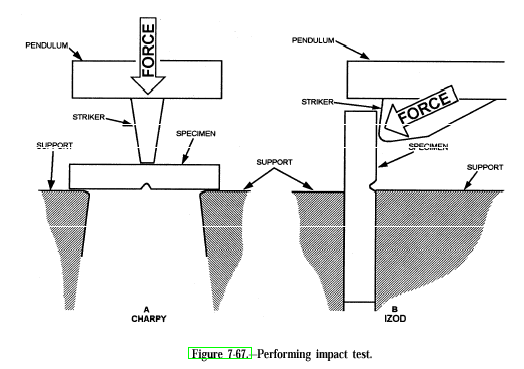 PENDULUM
FORCE
STRIKER
SPECIMEN
SUPPORT
A
CHARPY
SUPPORT
PENDULUM
STRIKER
FORCE
SPECIMEN
SUPPORT
B
IZOD
Figure 7-67.—Performing impact test.